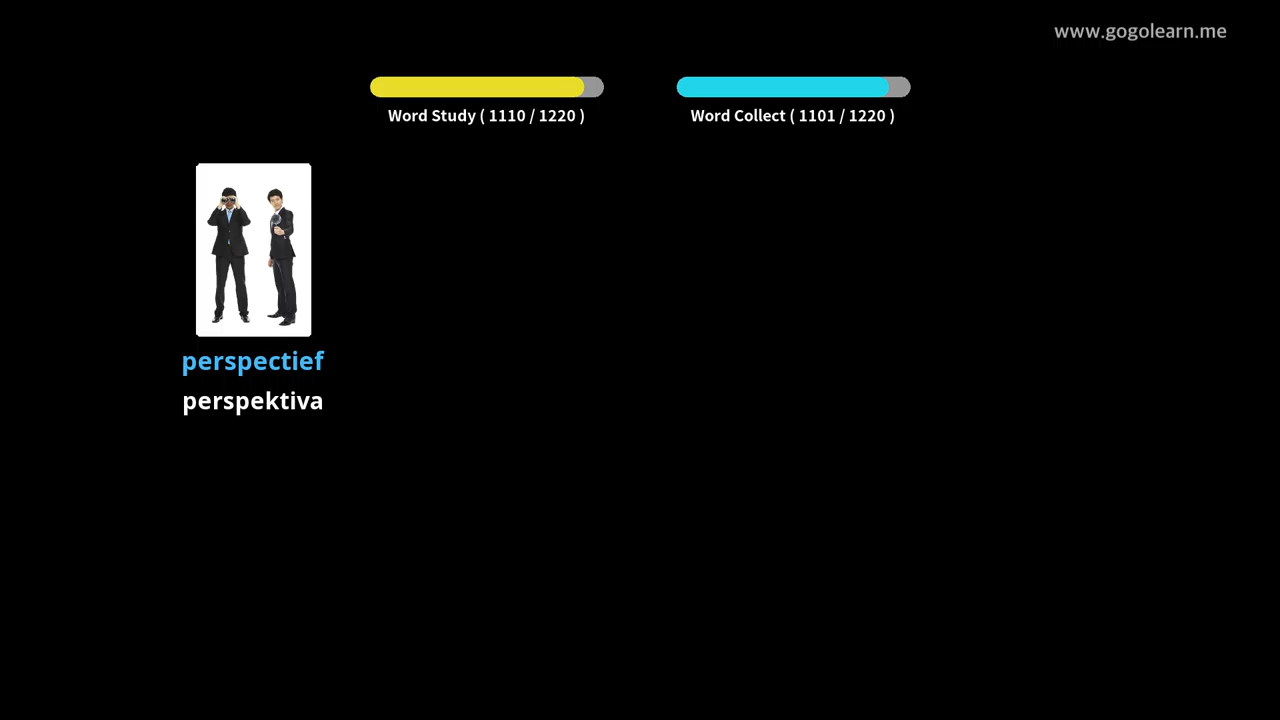 www.gogolearn.me
Word Study ( 1110 / 1220 )
Word Collect ( 1101 / 1220 )
perspectief
perspektiva